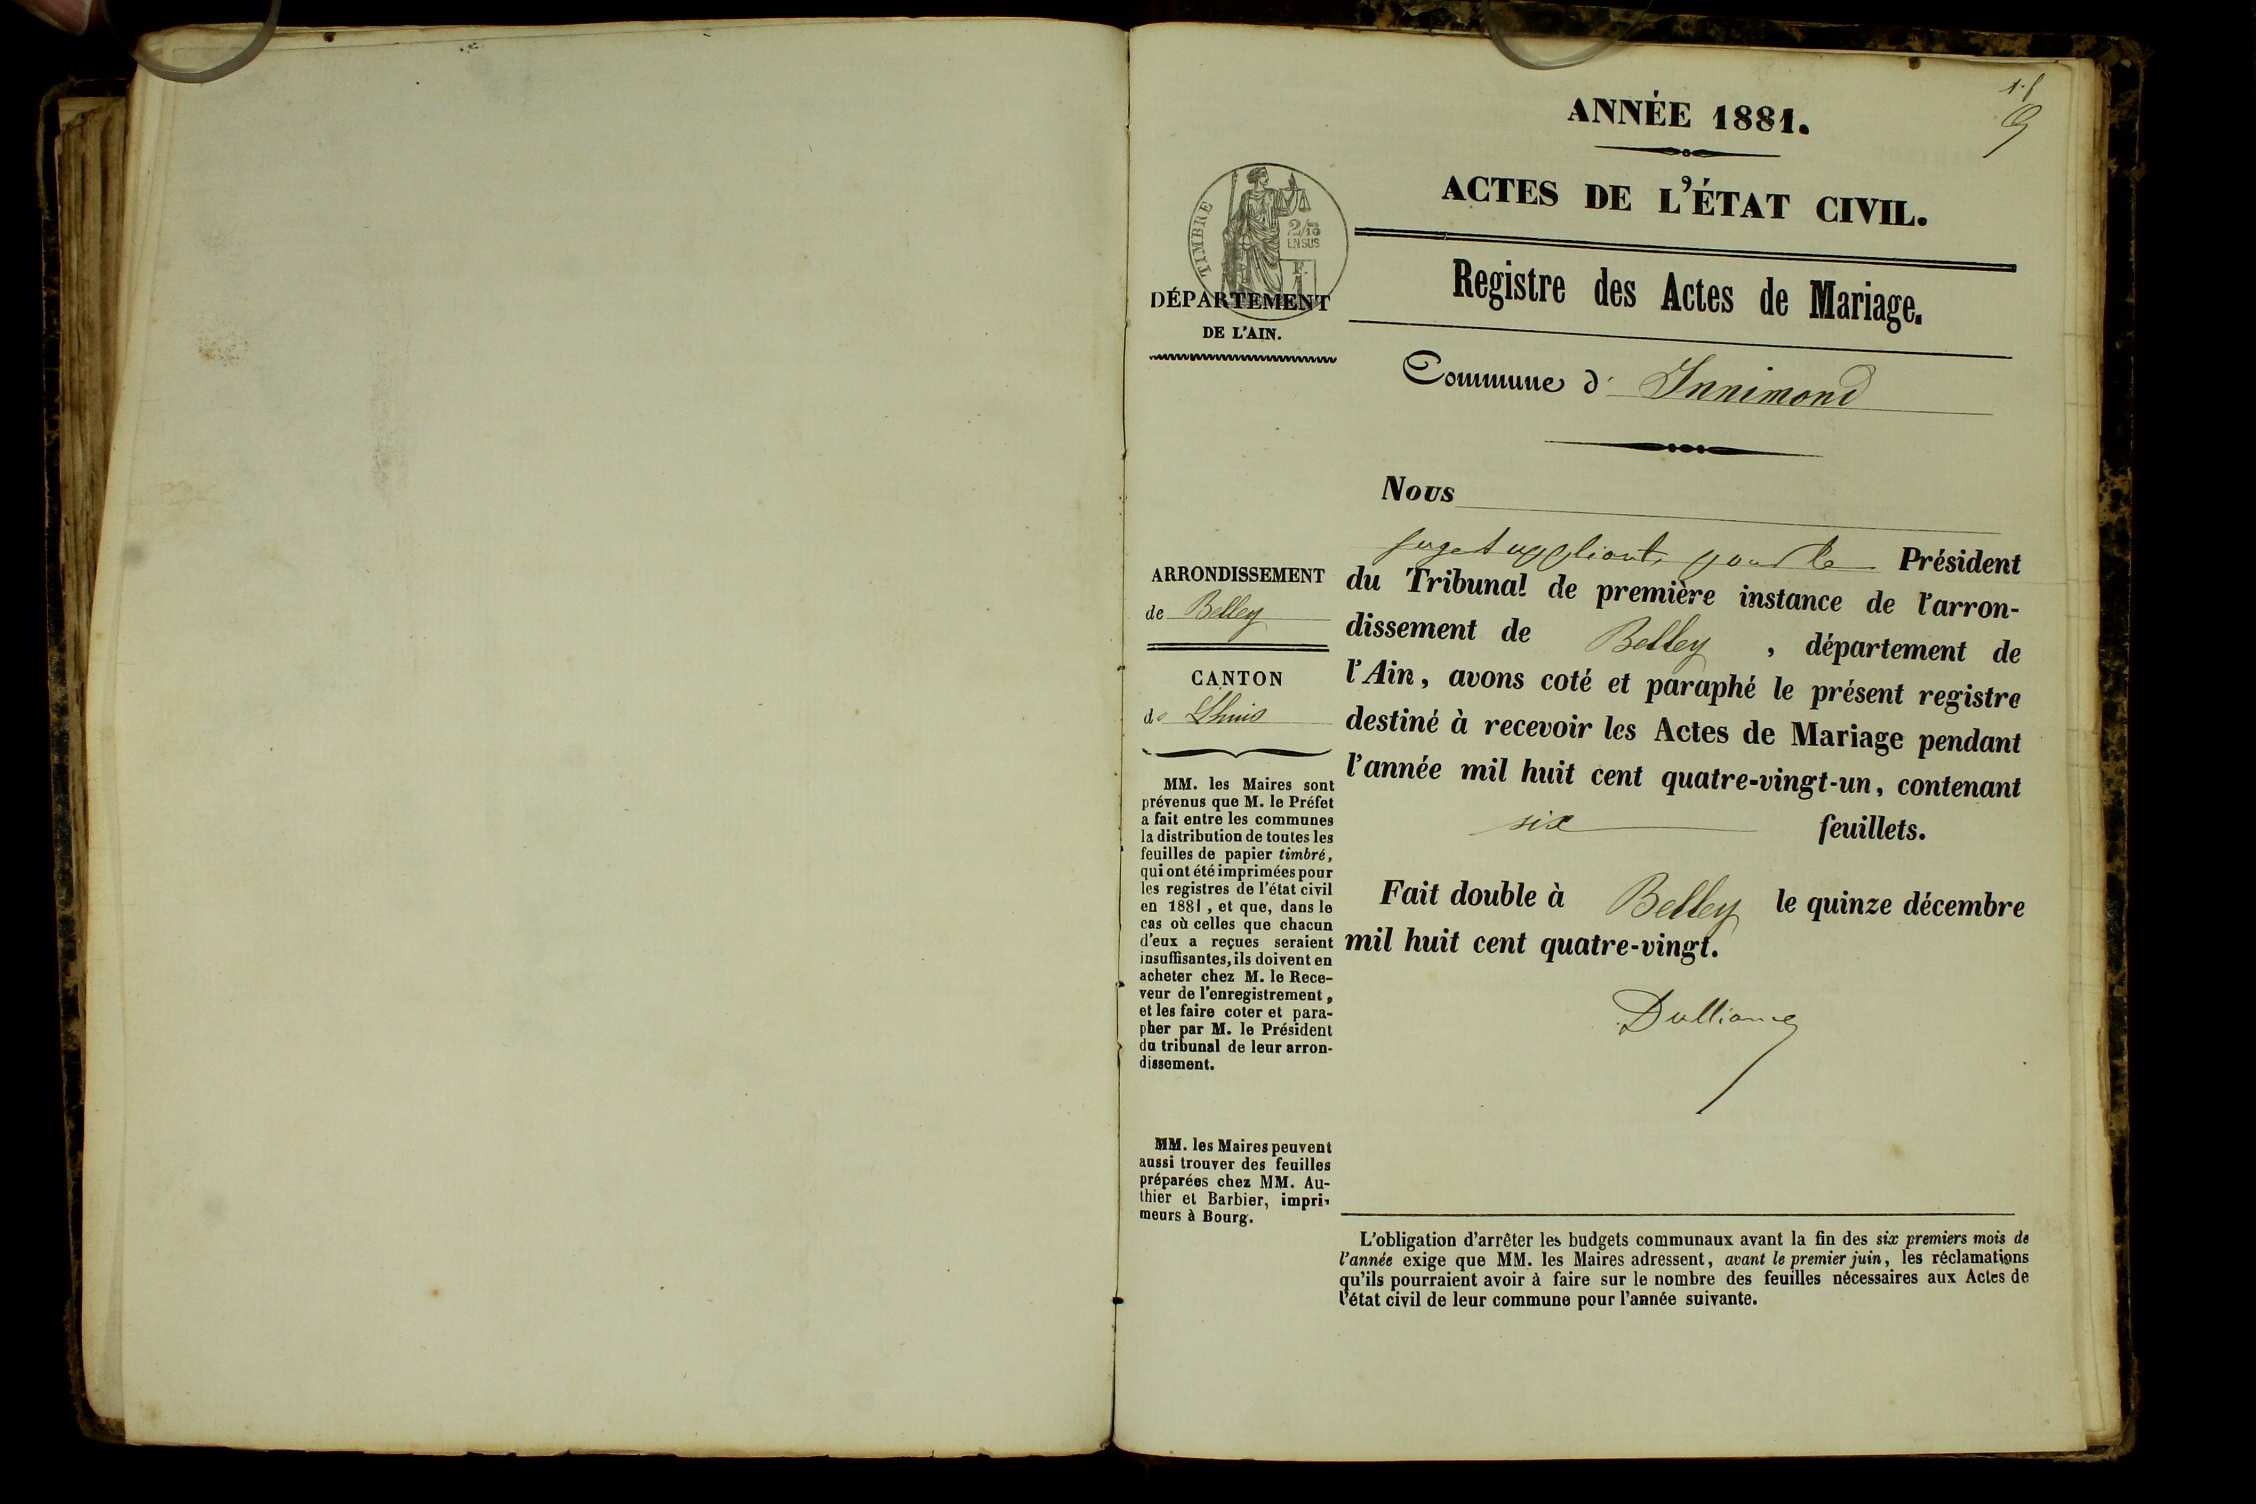 1.f
ANNÉE 1881.
ACTES DE L'ÉTAT CIVIL.
Registre des Actes de Mariage.
Commune d' Innimond
TIMBRE
2/10
EN SUS
F.
1
DÉPARTEMENT
DE L'AIN.
ARRONDISSEMENT
de Belley
CANTON
de Lhuis
MM. les Maires sont
prévenus que M. le Préfet
a fait entre les communes
la distribution de toutes les
feuilles de papier timbré,
qui ont été imprimées pour
les registres de l'état civil
en 1881, et que, dans le
cas où celles que chacun
d'eux a reçues seraient
insuffisantes, ils doivent en
acheter chez M. le Rece-
veur de l'enregistrement,
et les faire coter et para-
pher par M. le Président
du tribunal de leur arron-
dissement.
MM. les Maires peuvent
aussi trouver des feuilles
préparées chez MM. Au-
thier et Barbier, impri-
meurs à Bourg.
Nous
juge suppléant, pour le Président
du Tribunal de première instance de l'arron-
dissement de Belley, département de
l'Ain, avons coté et paraphé le présent registre
destiné à recevoir les Actes de Mariage pendant
l'année mil huit cent quatre-vingt-un, contenant
six feuillets.
Fait double à Belley le quinze décembre
mil huit cent quatre-vingt.
L'obligation d'arrêter les budgets communaux avant la fin des six premiers mois de
l'année exige que MM. les Maires adressent, avant le premier juin, les réclamations
qu'ils pourraient avoir à faire sur le nombre des feuilles nécessaires aux Actes de
l'état civil de leur commune pour l'année suivante.